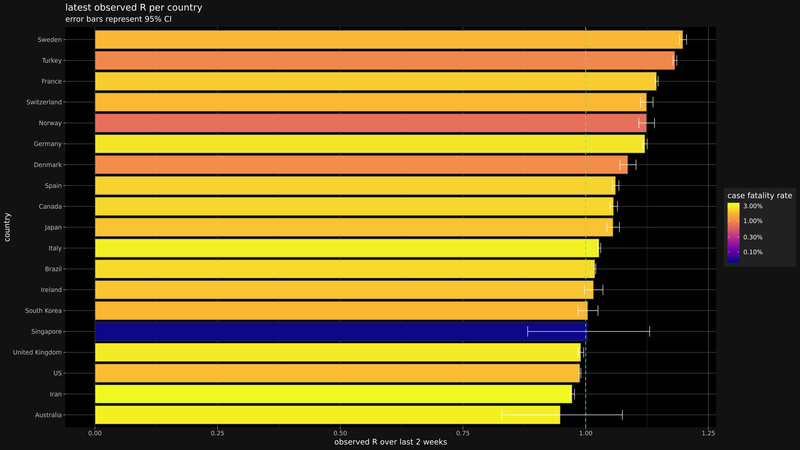 latest observed R per country
error bars represent 95% CI
country
Sweden
Turkey
France
Switzerland
Norway
Germany
Denmark
Spain
Canada
Japan
Italy
Brazil
Ireland
South Korea
Singapore
United Kingdom
US
Iran
Australia
0.00 0.25 0.50 0.75 1.00 1.25
observed R over last 2 weeks
case fatality rate
3.00%
1.00%
0.30%
0.10%